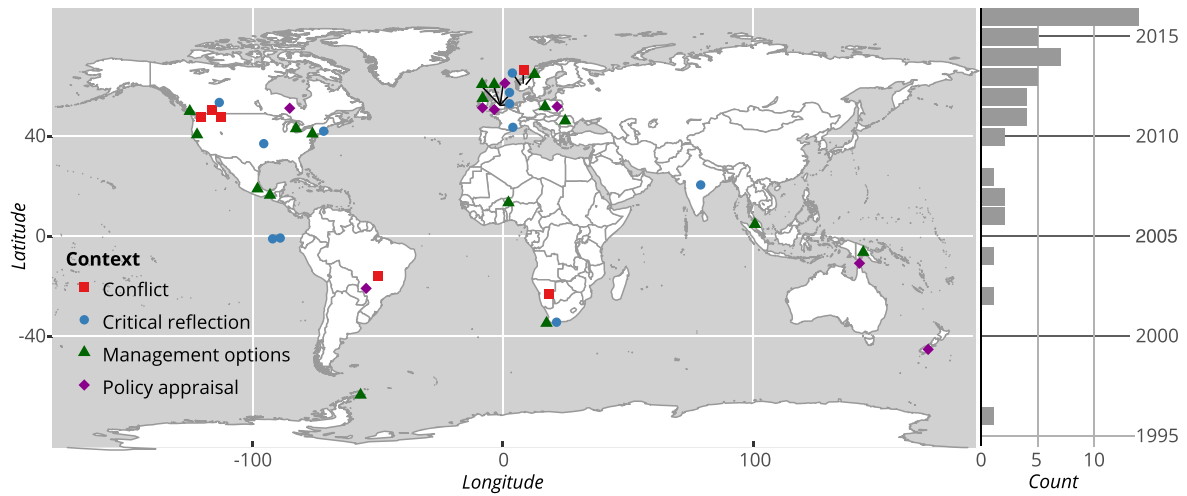 2015
2010
2005
2000
1995
40
0
-40
Latitude
Context
Conflict
Critical reflection
Management options
Policy appraisal
-100
0
100
Longitude
0
5
10
Count